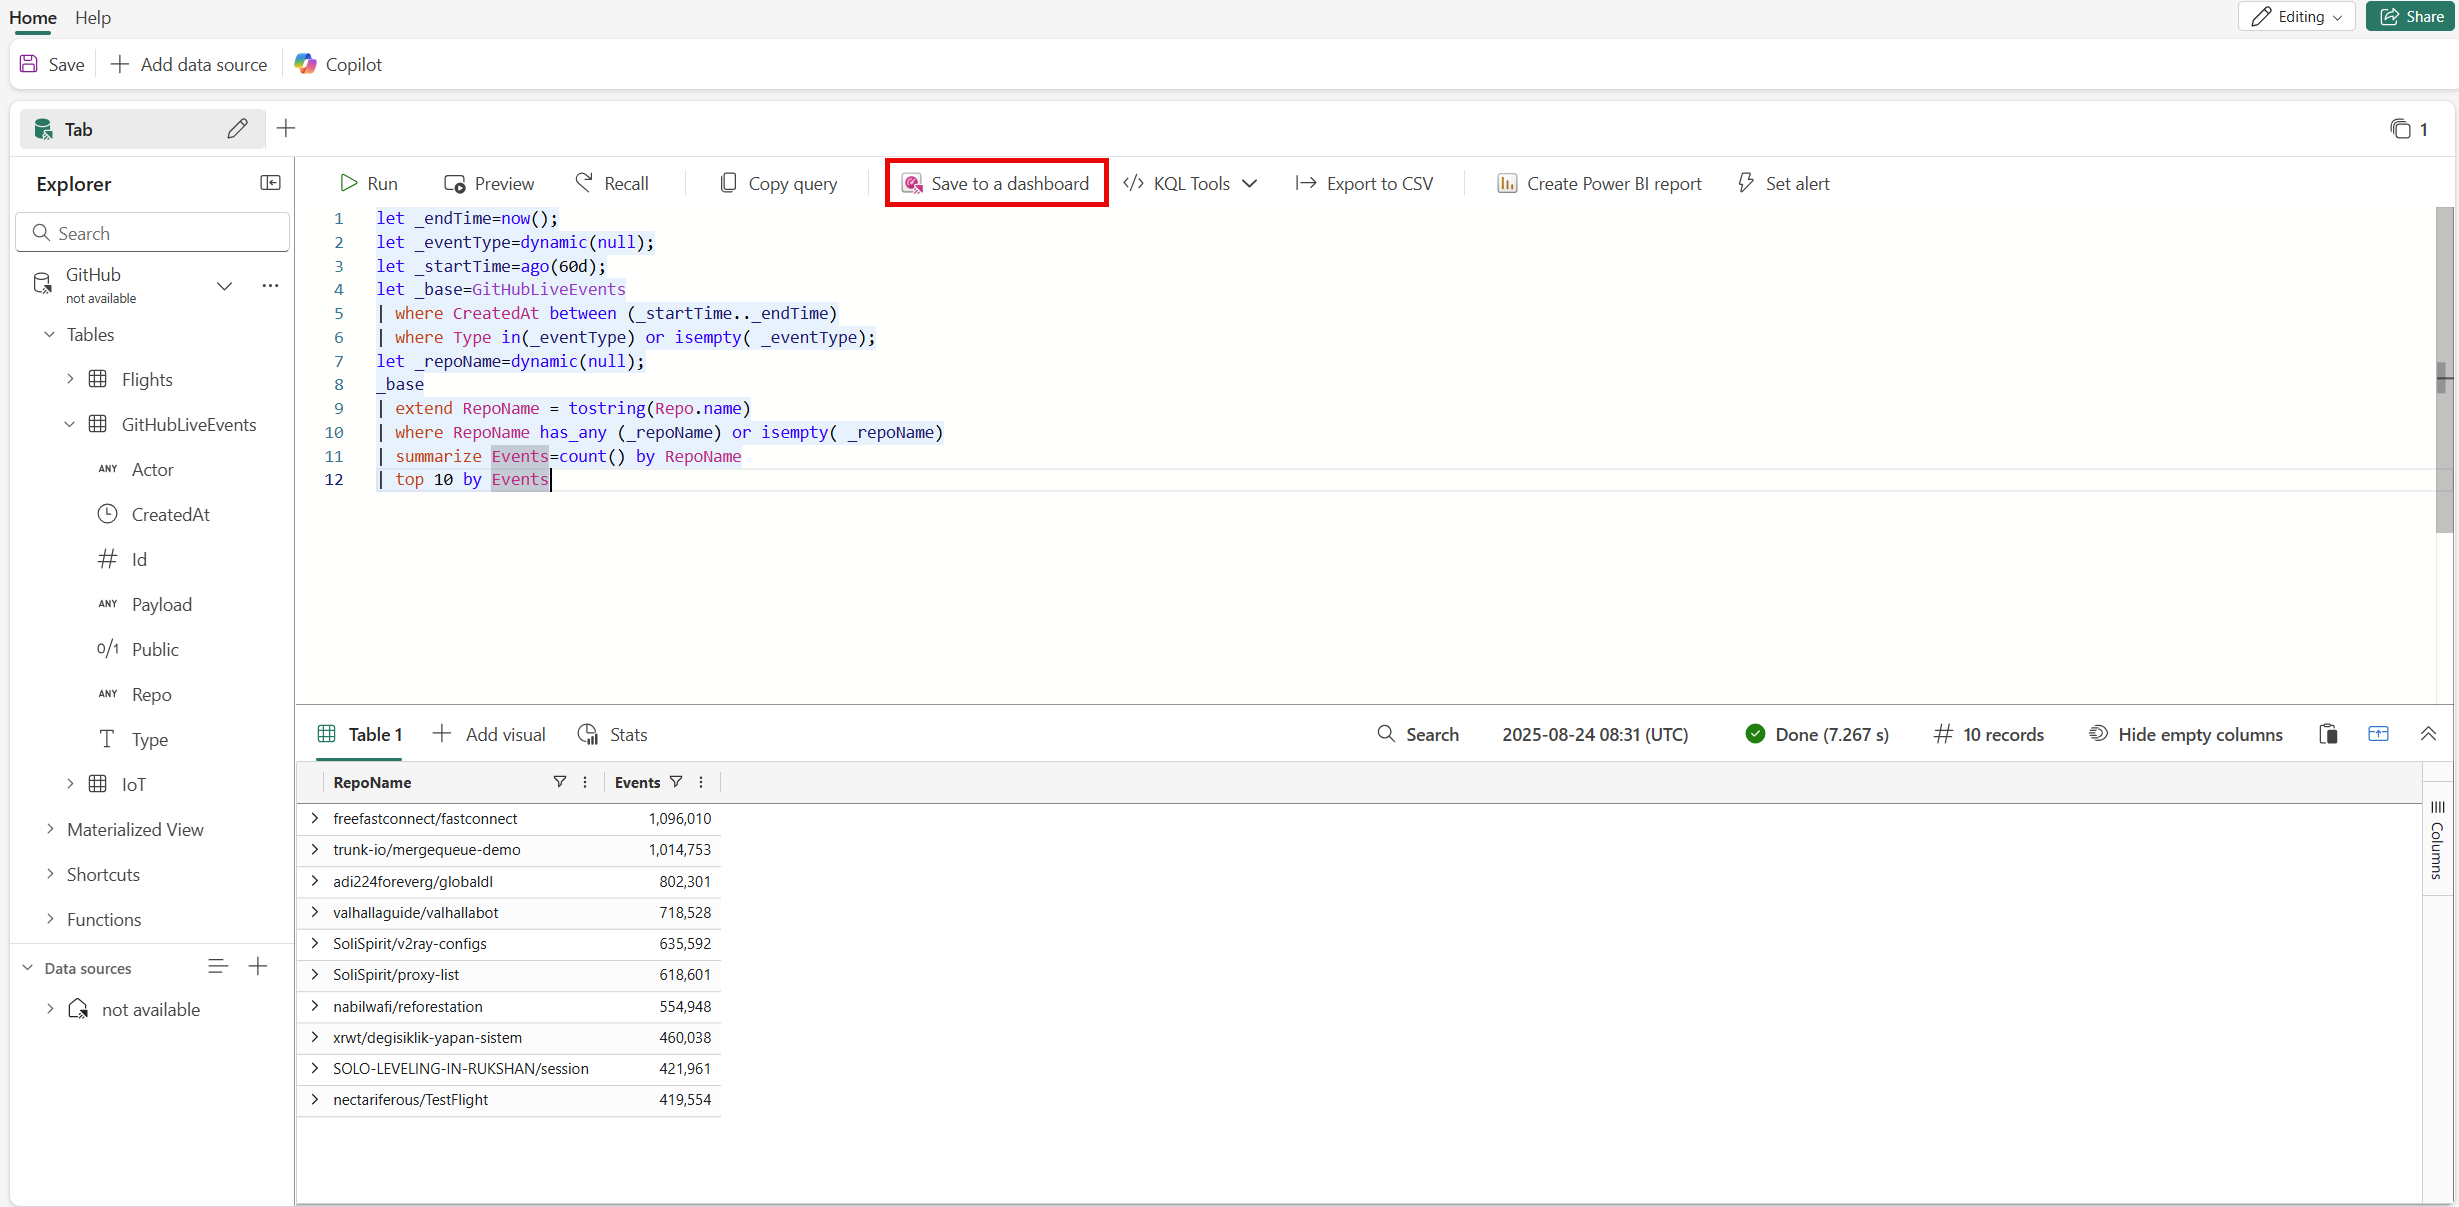 Home Help
Editing
Share
Save
Add data source
Copilot
Tab
1
Explorer
Search
GitHub
not available
Tables
Flights
GitHubLiveEvents
ANY Actor
CreatedAt
Id
ANY Payload
0/1 Public
ANY Repo
T Type
IoT
Materialized View
Shortcuts
Functions
Data sources
not available
Run Preview Recall Copy query Save to a dashboard KQL Tools Export to CSV Create Power BI report Set alert
1 let _endTime=now();
2 let _eventType=dynamic(null);
3 let _startTime=ago(60d);
4 let _base=GitHubLiveEvents
5 | where CreatedAt between (_startTime.._endTime)
6 | where Type in(_eventType) or isempty( _eventType);
7 let _repoName=dynamic(null);
8 _base
9 | extend RepoName = tostring(Repo.name)
10 | where RepoName has_any (_repoName) or isempty( _repoName)
11 | summarize Events=count() by RepoName
12 | top 10 by Events
Table 1 Add visual Stats Search 2025-08-24 08:31 (UTC) Done (7.267 s) 10 records Hide empty columns
RepoName Events
freefastconnect/fastconnect 1,096,010
trunk-io/mergequeue-demo 1,014,753
adi224foreverg/globaldl 802,301
valhallaguide/valhallabot 718,528
SoliSpirit/v2ray-configs 635,592
SoliSpirit/proxy-list 618,601
nabilwafi/reforestation 554,948
xrwt/degisiklik-yapan-sistem 460,038
SOLO-LEVELING-IN-RUKSHAN/session 421,961
nectariferous/TestFlight 419,554
Columns